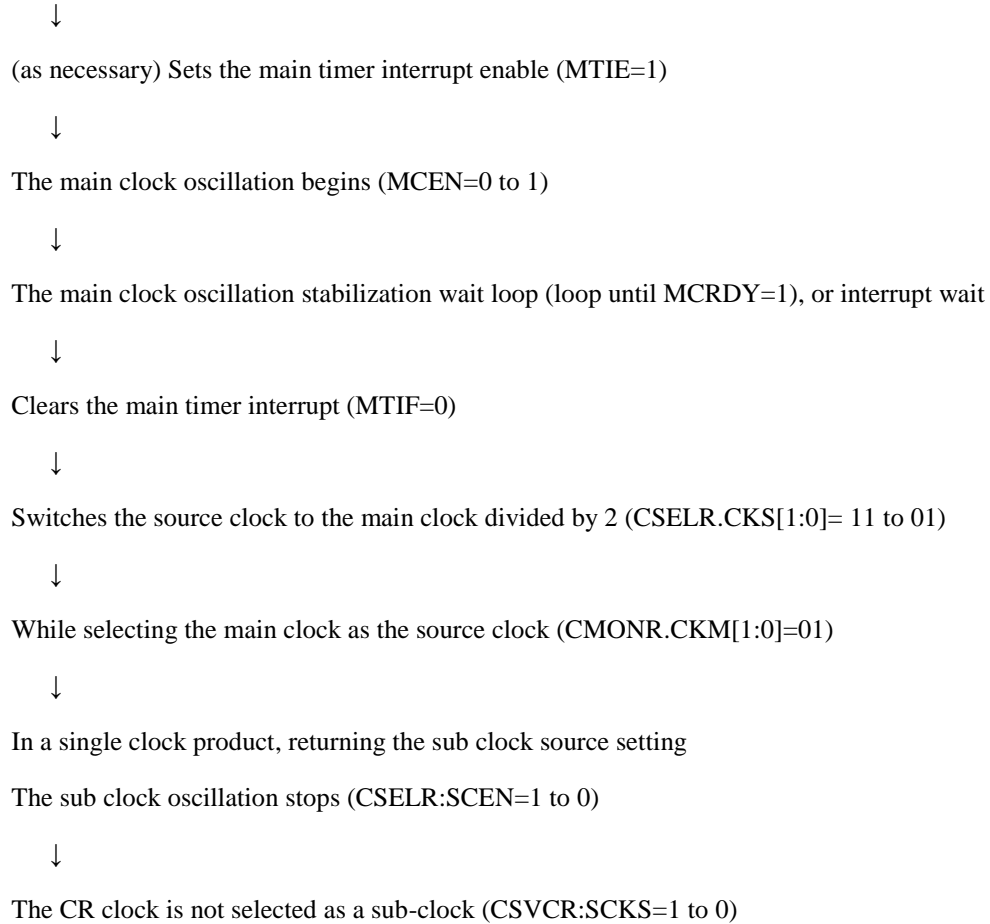 ↓
(as necessary) Sets the main timer interrupt enable (MTIE=1)
↓
The main clock oscillation begins (MCEN=0 to 1)
↓
The main clock oscillation stabilization wait loop (loop until MCRDY=1), or interrupt wait
↓
Clears the main timer interrupt (MTIF=0)
↓
Switches the source clock to the main clock divided by 2 (CSELR.CKS[1:0]= 11 to 01)
↓
While selecting the main clock as the source clock (CMONR.CKM[1:0]=01)
↓
In a single clock product, returning the sub clock source setting
The sub clock oscillation stops (CSELR:SCEN=1 to 0)
↓
The CR clock is not selected as a sub-clock (CSVCR:SCKS=1 to 0)